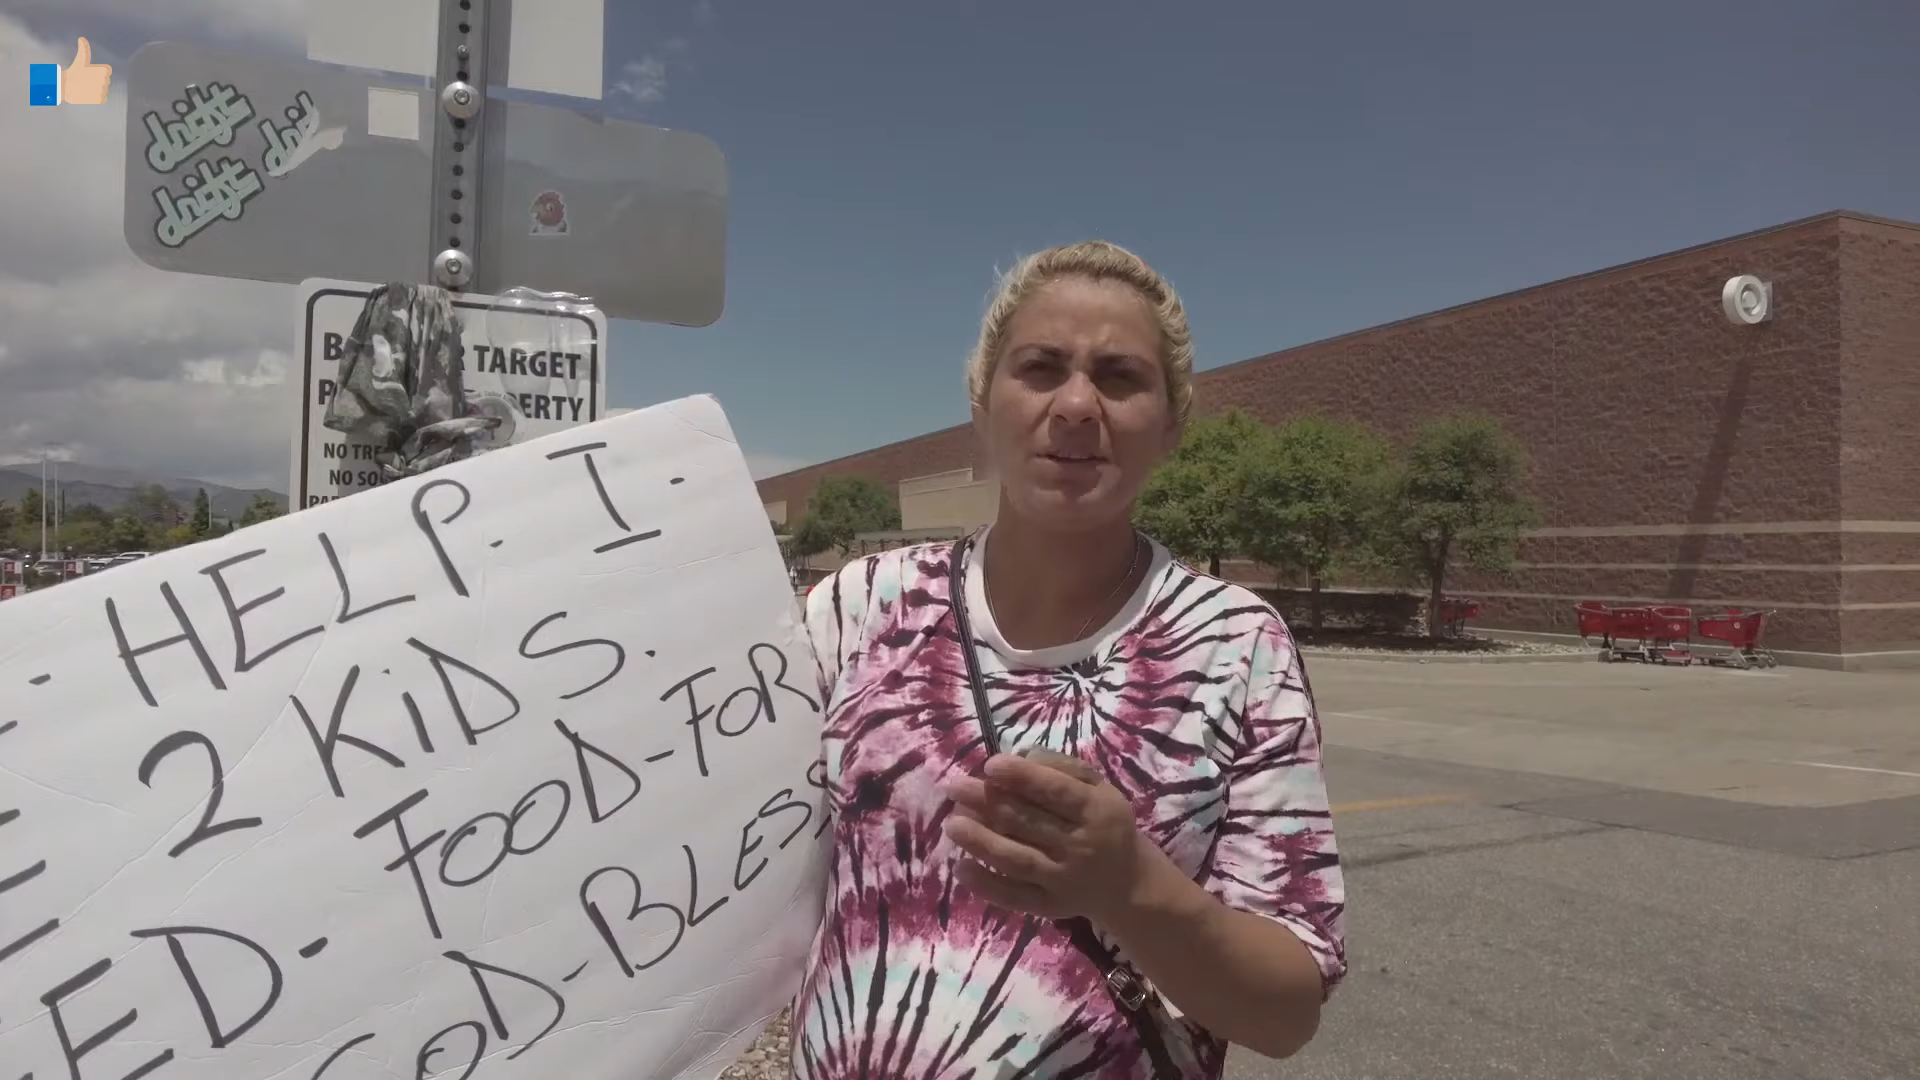 drift
dri
drift
TARGET
ERTY
NO TRE
NO SO
HELP. I.
2 KiDS.
FOOD-FOR
ED. GOD-BLESS